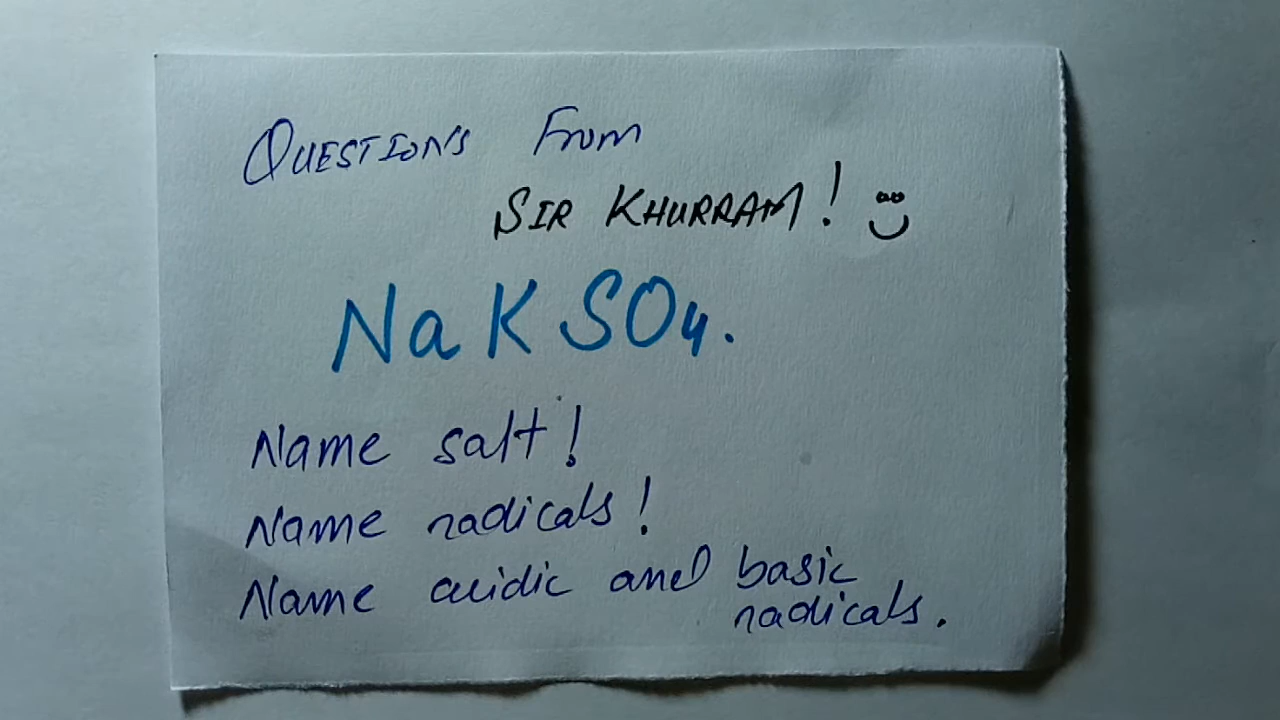 QUESTIONS From
SIR KHURRAM!
NaKSO4.
Name salt!
Name radicals!
Name acidic and basic
radicals.